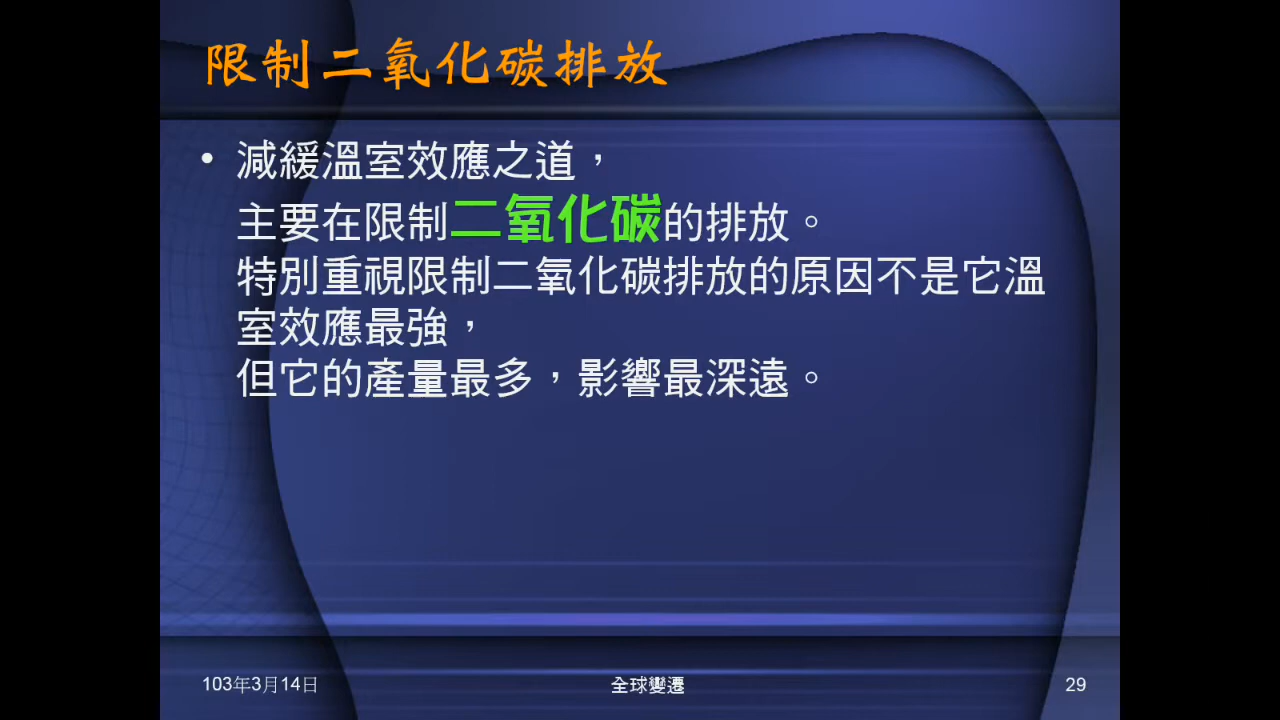 限制二氧化碳排放
• 減緩溫室效應之道，
主要在限制二氧化碳的排放。
特別重視限制二氧化碳排放的原因不是它溫
室效應最強，
但它的產量最多，影響最深遠。
103年3月14日
全球變遷
29